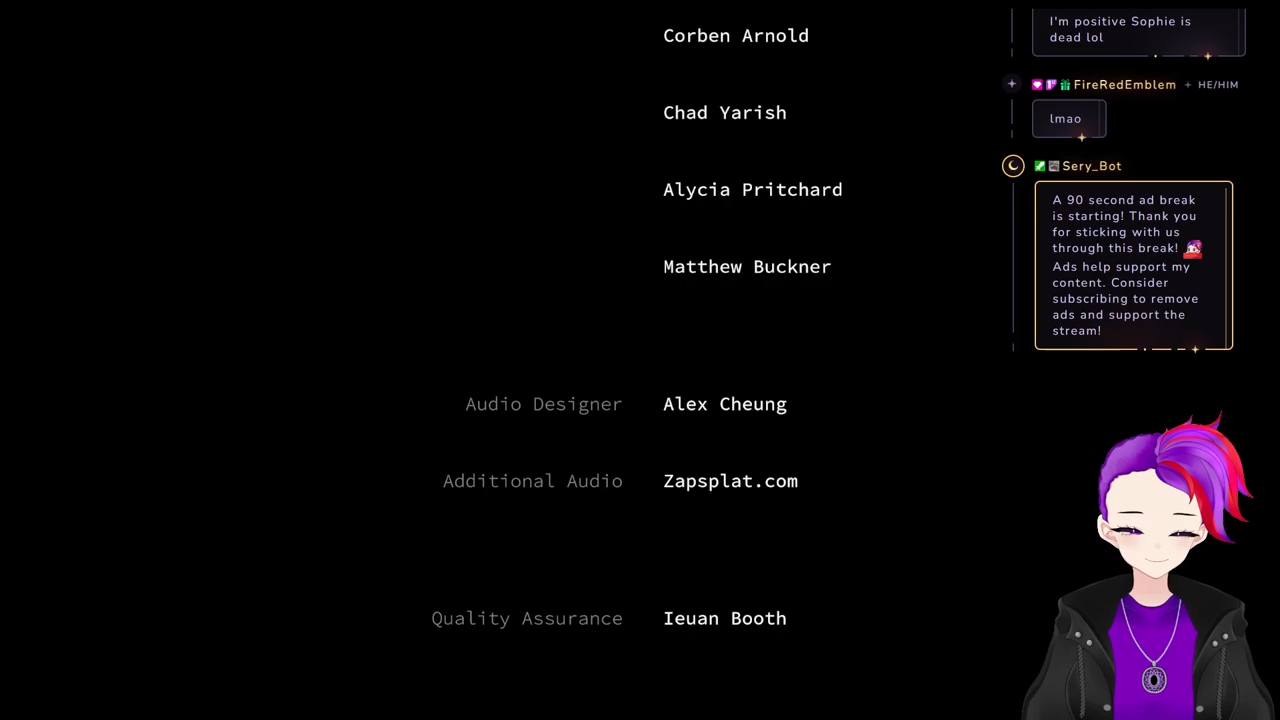 Corben Arnold
Chad Yarish
Alycia Pritchard
Matthew Buckner
Audio Designer Alex Cheung
Additional Audio Zapsplat.com
Quality Assurance Ieuan Booth
I'm positive Sophie is
dead lol
FireRedEmblem HE/HIM
lmao
Sery_Bot
A 90 second ad break
is starting! Thank you
for sticking with us
through this break!
Ads help support my
content. Consider
subscribing to remove
ads and support the
stream!